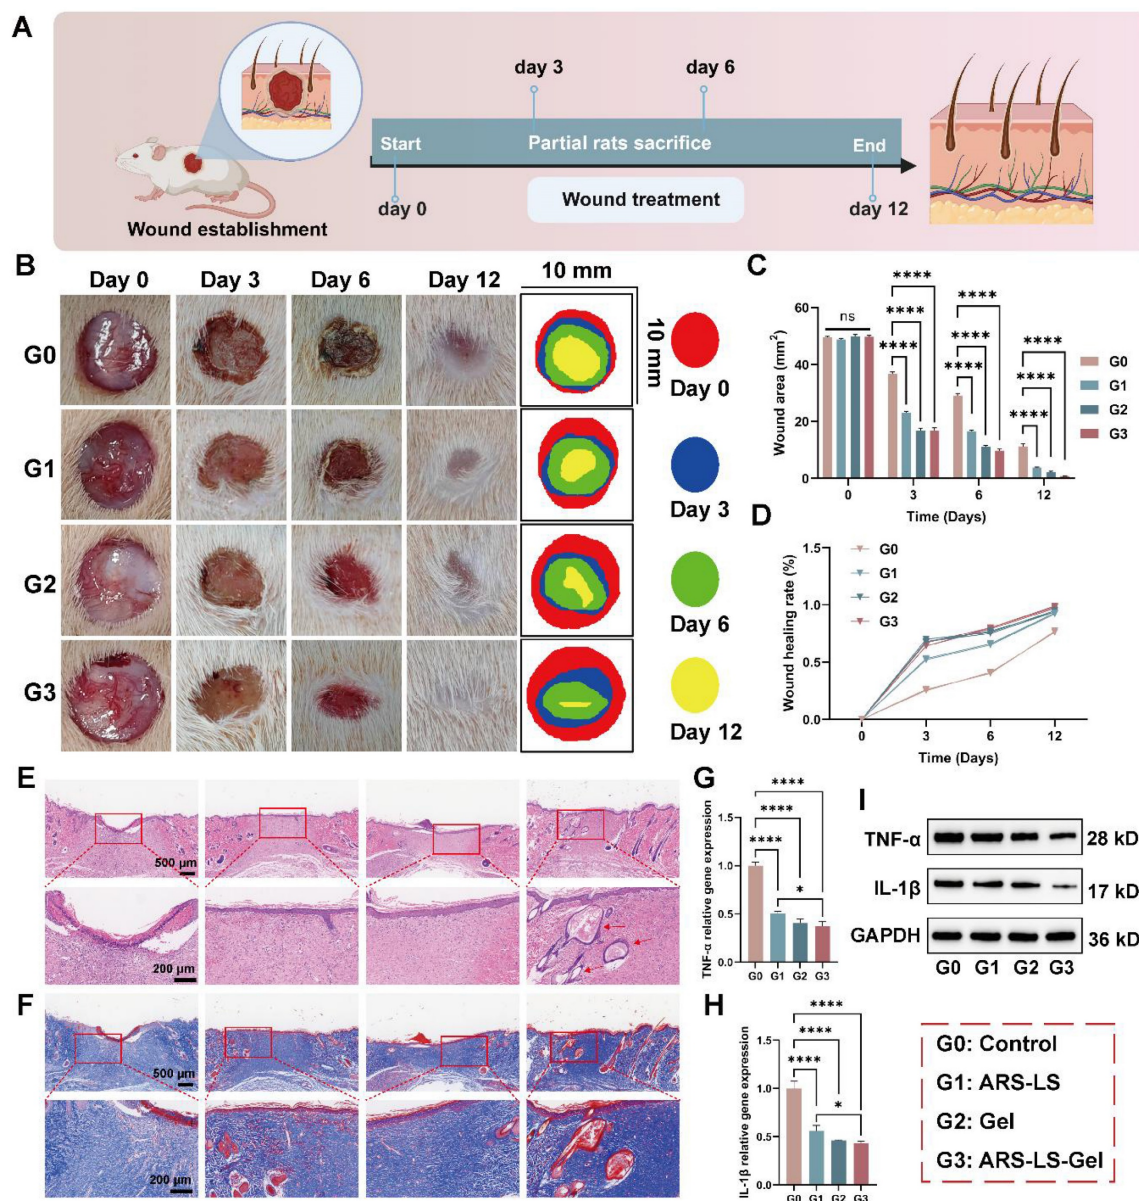 A
day 3
day 6
Start
Partial rats sacrifice
End
day 0
Wound treatment
day 12
Wound establishment
B
Day 0
Day 3
Day 6
Day 12
10 mm
10 mm
G0
G1
G2
G3
Day 0
Day 3
Day 6
Day 12
C
Wound area (mm²)
60
40
20
0
ns
****
****
****
****
****
****
****
****
****
0
3
6
12
Time (Days)
G0
G1
G2
G3
D
Wound healing rate (%)
1.5
1.0
0.5
0.0
G0
G1
G2
G3
0
3
6
12
Time (Days)
E
500 µm
200 µm
F
500 µm
200 µm
G
TNF-α relative gene expression
1.5
1.0
0.5
0.0
****
****
****
*
G0 G1 G2 G3
H
IL-1β relative gene expression
1.5
1.0
0.5
0.0
****
****
****
*
G0 G1 G2 G3
I
TNF-α 28 kD
IL-1β 17 kD
GAPDH 36 kD
G0 G1 G2 G3
G0: Control
G1: ARS-LS
G2: Gel
G3: ARS-LS-Gel